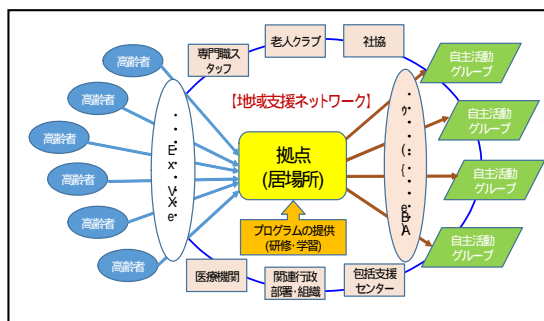 老人クラブ
社協
専門職ス
タッフ
自主活動
グループ
高齢者
【地域支援ネットワーク】
高齢者
自主活動
グループ
高齢者
拠点
(居場所)
高齢者
自主活動
グループ
高齢者
プログラムの提供
(研修・学習)
自主活動
グループ
高齢者
医療機関
関連行政
部署・組織
包括支援
センター